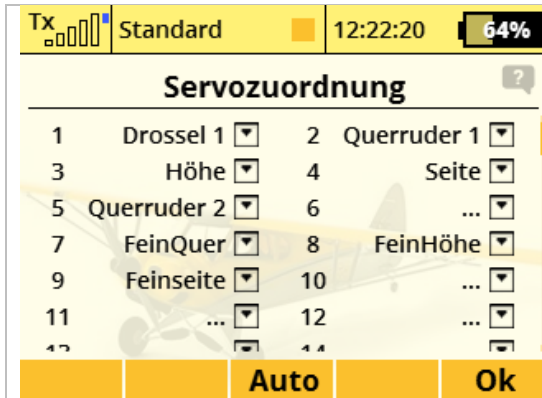 Tx Standard 12:22:20 64%
Servozuordnung ?
1 Drossel 1 2 Querruder 1
3 Höhe 4 Seite
5 Querruder 2 6 ...
7 FeinQuer 8 FeinHöhe
9 Feinseite 10 ...
11 ... 12 ...
Auto Ok